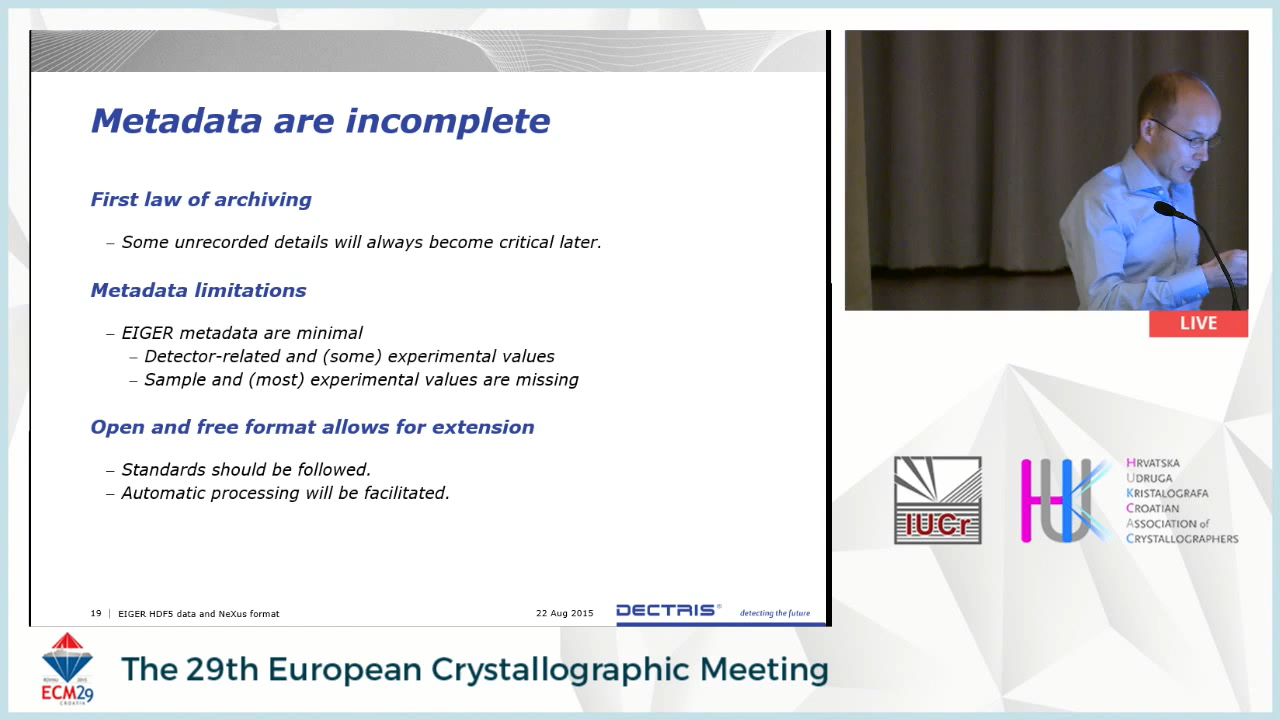 Metadata are incomplete
First law of archiving
– Some unrecorded details will always become critical later.
Metadata limitations
– EIGER metadata are minimal
– Detector-related and (some) experimental values
– Sample and (most) experimental values are missing
Open and free format allows for extension
– Standards should be followed.
– Automatic processing will be facilitated.
19 | EIGER HDF5 data and NeXus format
22 Aug 2015
DECTRIS®
detecting the future
LIVE
IUCr
HUK
HRVATSKA
UDRUGA
KRISTALOGRAFA
CROATIAN
ASSOCIATION of
CRYSTALLOGRAPHERS
ECM29
CROATIA
The 29th European Crystallographic Meeting